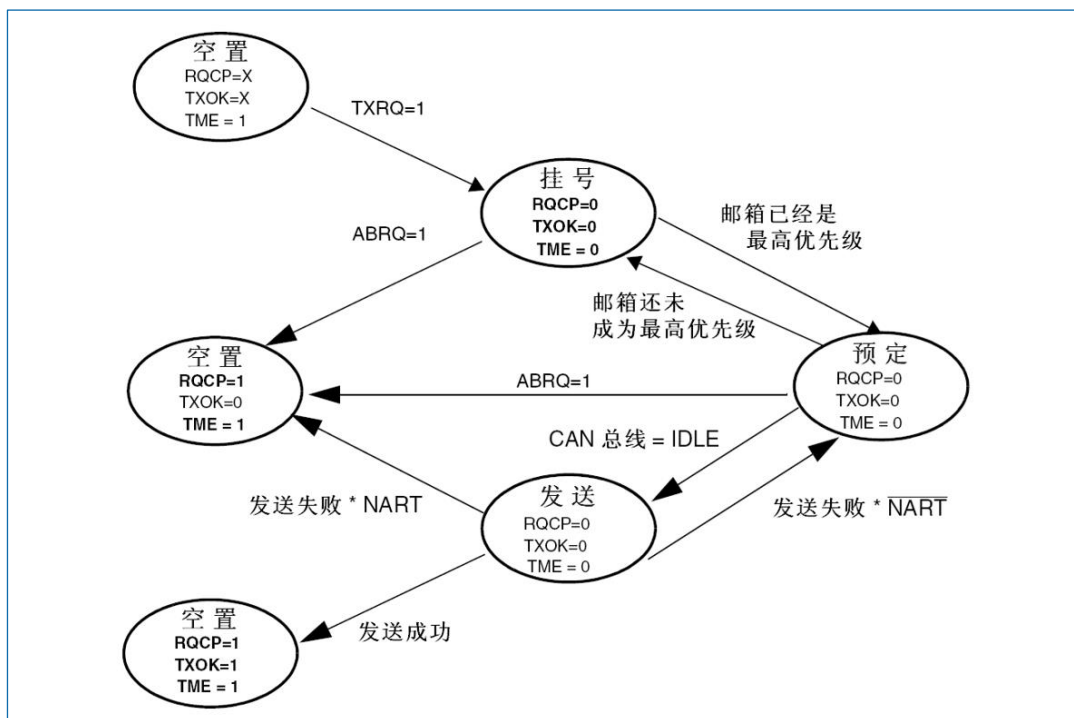 空置
RQCP=X
TXOK=X
TME = 1
TXRQ=1
挂号
RQCP=0
TXOK=0
TME = 0
邮箱已经是
最高优先级
ABRQ=1
邮箱还未
成为最高优先级
空置
RQCP=1
TXOK=0
TME = 1
ABRQ=1
预定
RQCP=0
TXOK=0
TME = 0
CAN 总线 = IDLE
发送失败 * NART
发送
RQCP=0
TXOK=0
TME = 0
发送失败 * N̅A̅R̅T̅
空置
RQCP=1
TXOK=1
TME = 1
发送成功